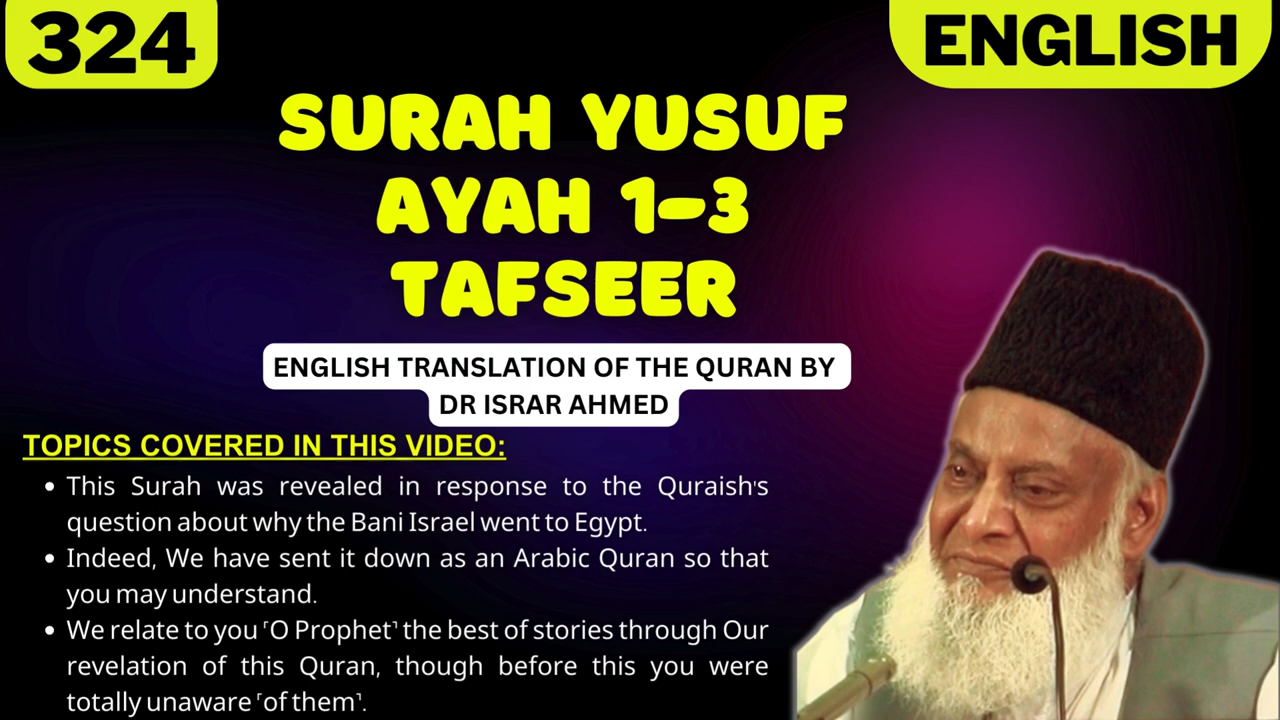 324
ENGLISH
SURAH YUSUF
AYAH 1-3
TAFSEER
ENGLISH TRANSLATION OF THE QURAN BY
DR ISRAR AHMED
TOPICS COVERED IN THIS VIDEO:
• This Surah was revealed in response to the Quraish's
question about why the Bani Israel went to Egypt.
• Indeed, We have sent it down as an Arabic Quran so that
you may understand.
• We relate to you ˹O Prophet˺ the best of stories through Our
revelation of this Quran, though before this you were
totally unaware ˹of them˺.